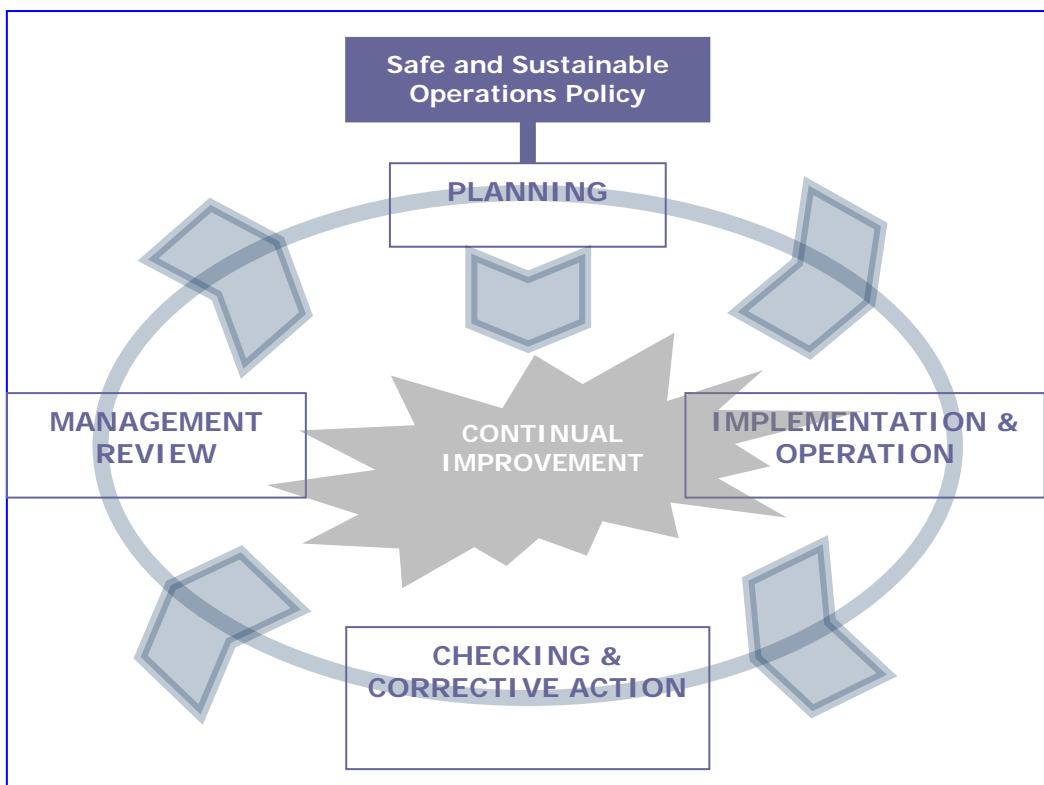 Safe and Sustainable
Operations Policy
PLANNING
MANAGEMENT
REVIEW
CONTINUAL
IMPROVEMENT
IMPLEMENTATION &
OPERATION
CHECKING &
CORRECTIVE ACTION